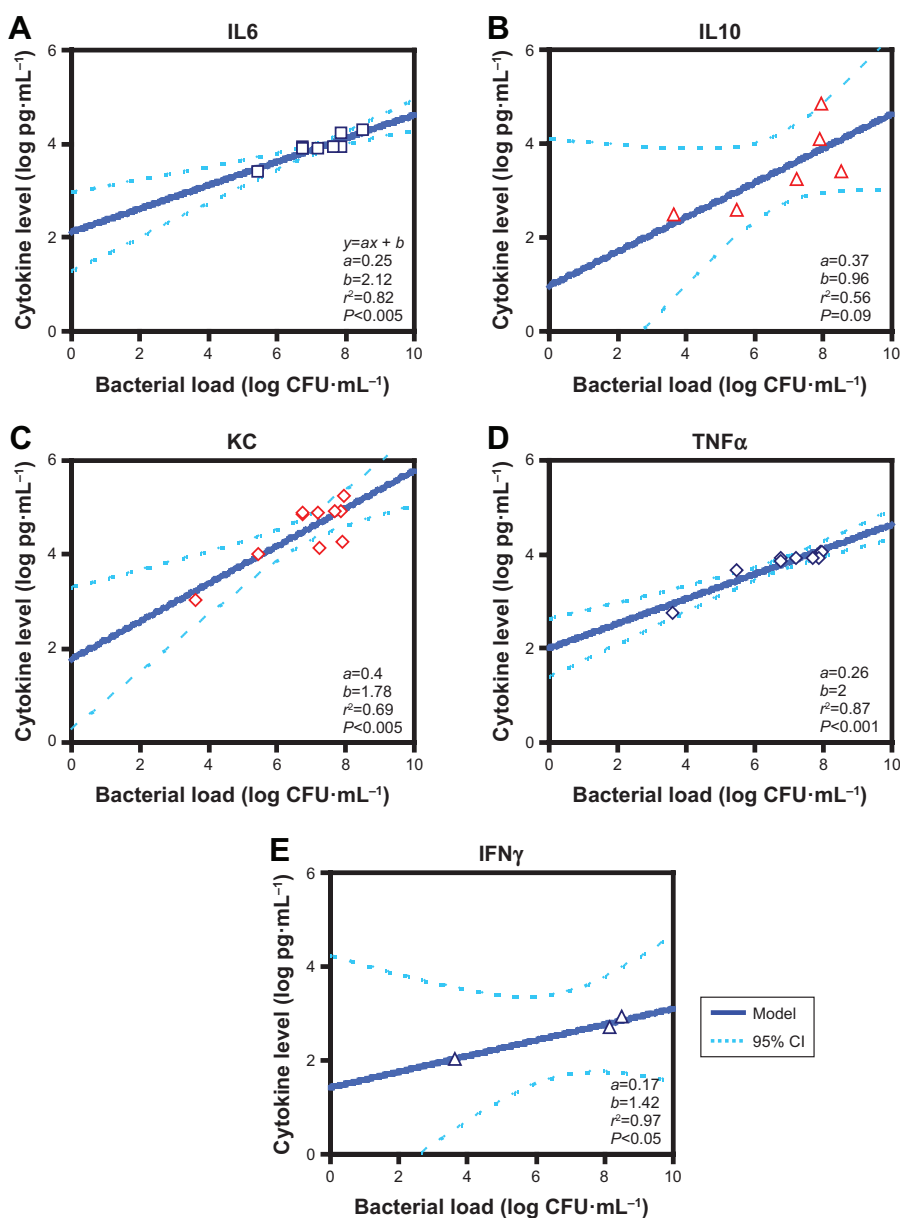 A
IL6
Cytokine level (log pg·mL⁻¹)
6
4
2
0
0 2 4 6 8 10
Bacterial load (log CFU·mL⁻¹)
y=ax + b
a=0.25
b=2.12
r²=0.82
P<0.005
B
IL10
Cytokine level (log pg·mL⁻¹)
6
4
2
0
0 2 4 6 8 10
Bacterial load (log CFU·mL⁻¹)
a=0.37
b=0.96
r²=0.56
P=0.09
C
KC
Cytokine level (log pg·mL⁻¹)
6
4
2
0
0 2 4 6 8 10
Bacterial load (log CFU·mL⁻¹)
a=0.4
b=1.78
r²=0.69
P<0.005
D
TNFα
Cytokine level (log pg·mL⁻¹)
6
4
2
0
0 2 4 6 8 10
Bacterial load (log CFU·mL⁻¹)
a=0.26
b=2
r²=0.87
P<0.001
E
IFNγ
Cytokine level (log pg·mL⁻¹)
6
4
2
0
0 2 4 6 8 10
Bacterial load (log CFU·mL⁻¹)
a=0.17
b=1.42
r²=0.97
P<0.05
Model
95% CI